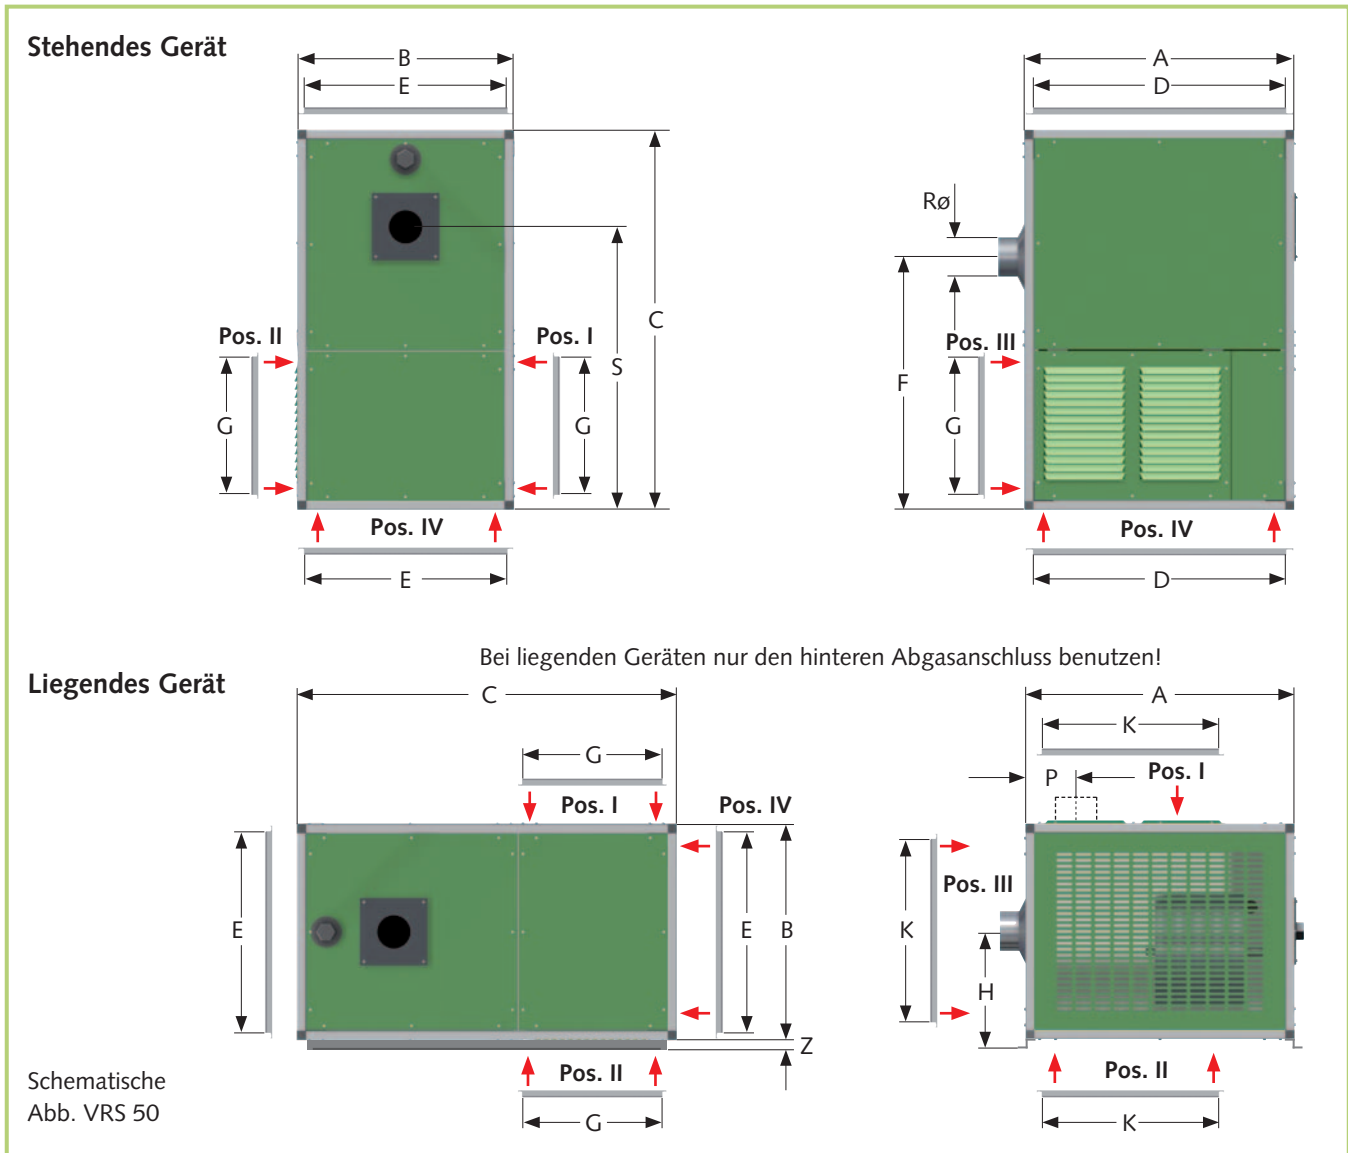 Stehendes Gerät
B
E
A
D
Rø
Pos. II
Pos. I
C
S
G
G
Pos. III
F
G
Pos. IV
E
Pos. IV
D
Bei liegenden Geräten nur den hinteren Abgasanschluss benutzen!
Liegendes Gerät
C
G
Pos. I
Pos. IV
E
E
B
Z
Pos. II
G
A
K
P
Pos. I
Pos. III
K
H
Pos. II
K
Schematische
Abb. VRS 50